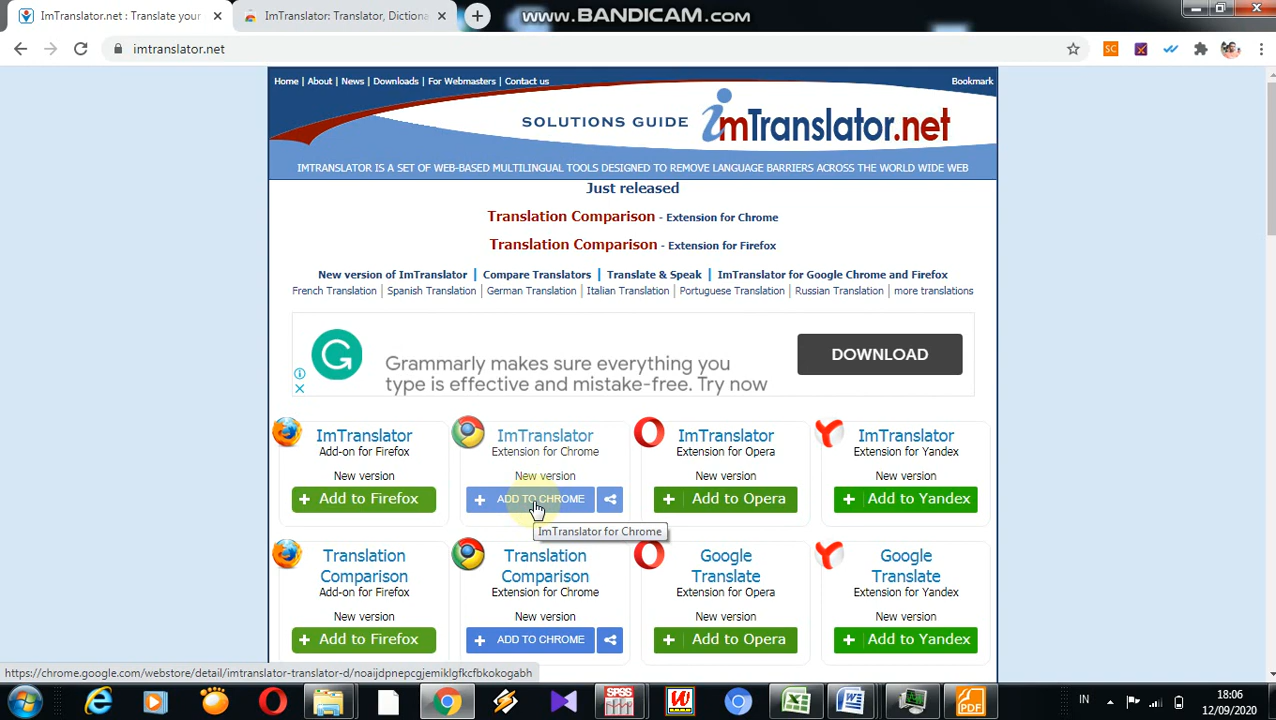 ImTranslator.net : Translate your
ImTranslator: Translator, Dictiona
www.BANDICAM.com
imtranslator.net
SC
Home | About | News | Downloads | For Webmasters | Contact us
Bookmark
SOLUTIONS GUIDE
imTranslator.net
IMTRANSLATOR IS A SET OF WEB-BASED MULTILINGUAL TOOLS DESIGNED TO REMOVE LANGUAGE BARRIERS ACROSS THE WORLD WIDE WEB
Just released
Translation Comparison - Extension for Chrome
Translation Comparison - Extension for Firefox
New version of ImTranslator | Compare Translators | Translate & Speak | ImTranslator for Google Chrome and Firefox
French Translation | Spanish Translation | German Translation | Italian Translation | Portuguese Translation | Russian Translation | more translations
Grammarly makes sure everything you
type is effective and mistake-free. Try now
DOWNLOAD
ImTranslator
Add-on for Firefox
New version
+ Add to Firefox
ImTranslator
Extension for Chrome
New version
+ ADD TO CHROME
ImTranslator for Chrome
ImTranslator
Extension for Opera
New version
+ Add to Opera
ImTranslator
Extension for Yandex
New version
+ Add to Yandex
Translation
Comparison
Add-on for Firefox
New version
+ Add to Firefox
Translation
Comparison
Extension for Chrome
New version
+ ADD TO CHROME
Google
Translate
Extension for Opera
New version
+ Add to Opera
Google
Translate
Extension for Yandex
New version
+ Add to Yandex
https://chrome.google.com/webstore/detail/imtranslator-translator-d/noaijdpnepcgjemiklgfkcfbkokogabh
SPSS
PDF
IN
18:06
12/09/2020